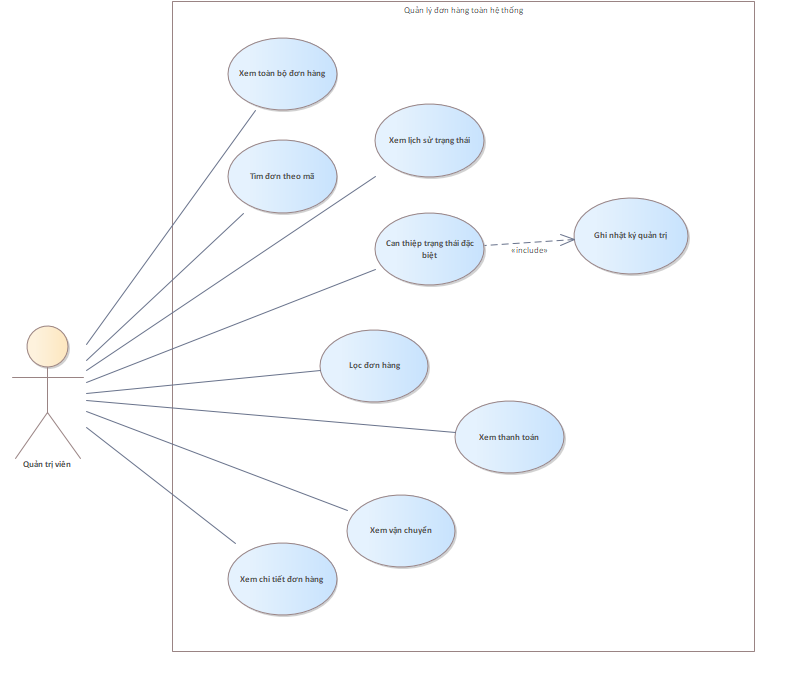 Quản lý đơn hàng toàn hệ thống
Xem toàn bộ đơn hàng
Xem lịch sử trạng thái
Tìm đơn theo mã
Can thiệp trạng thái đặc
biệt
«include»
Ghi nhật ký quản trị
Lọc đơn hàng
Xem thanh toán
Quản trị viên
Xem vận chuyển
Xem chi tiết đơn hàng